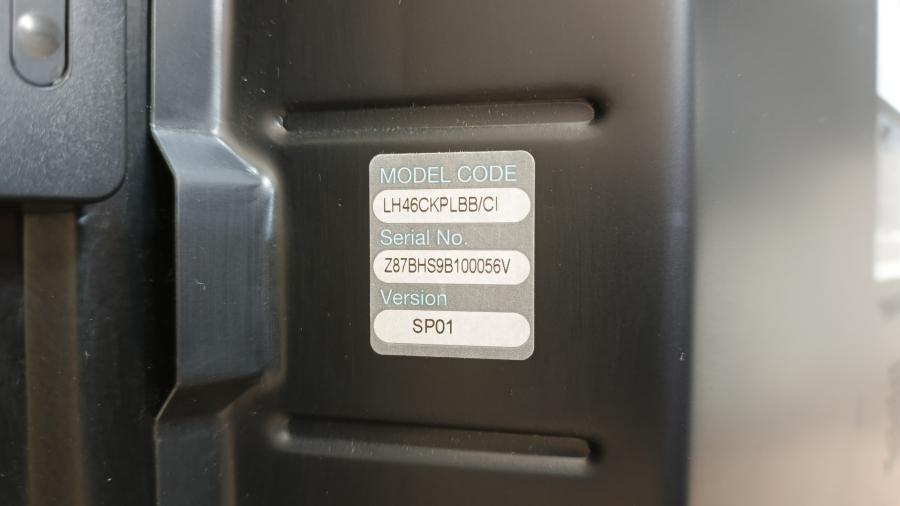 MODEL CODE
LH46CKPLBB/CI
Serial No.
Z87BHS9B100056V
Version
SP01